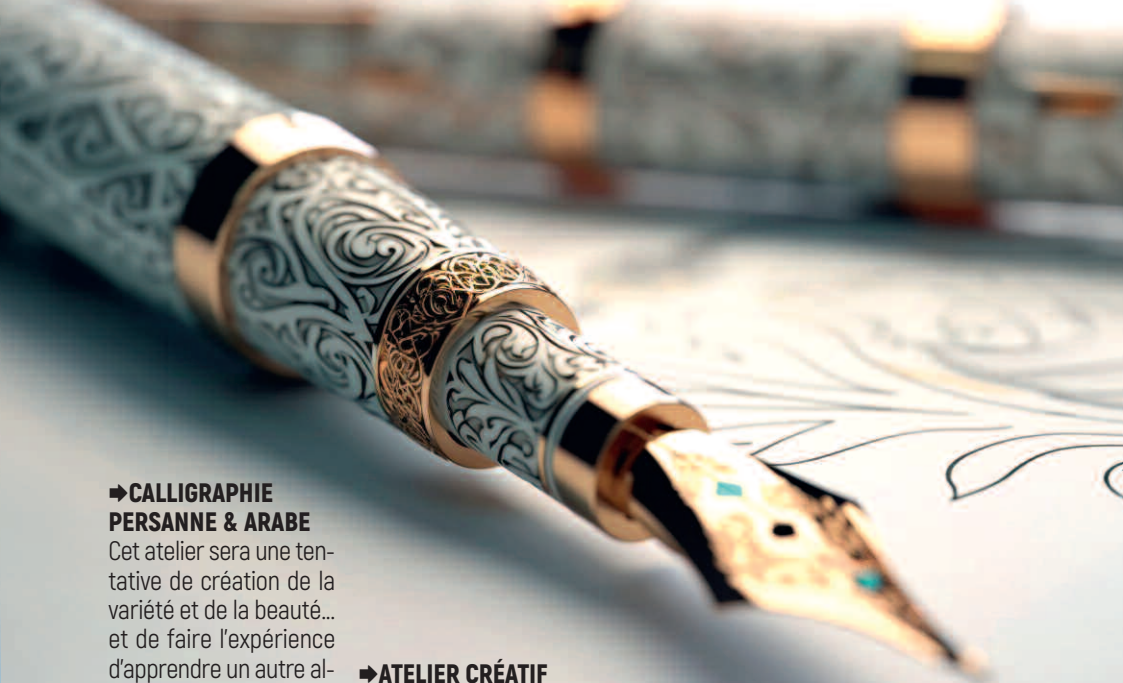 ➡CALLIGRAPHIE
PERSANNE & ARABE
Cet atelier sera une ten-
tative de création de la
variété et de la beauté...
et de faire l'expérience
d'apprendre un autre al-
➡ATELIER CRÉATIF